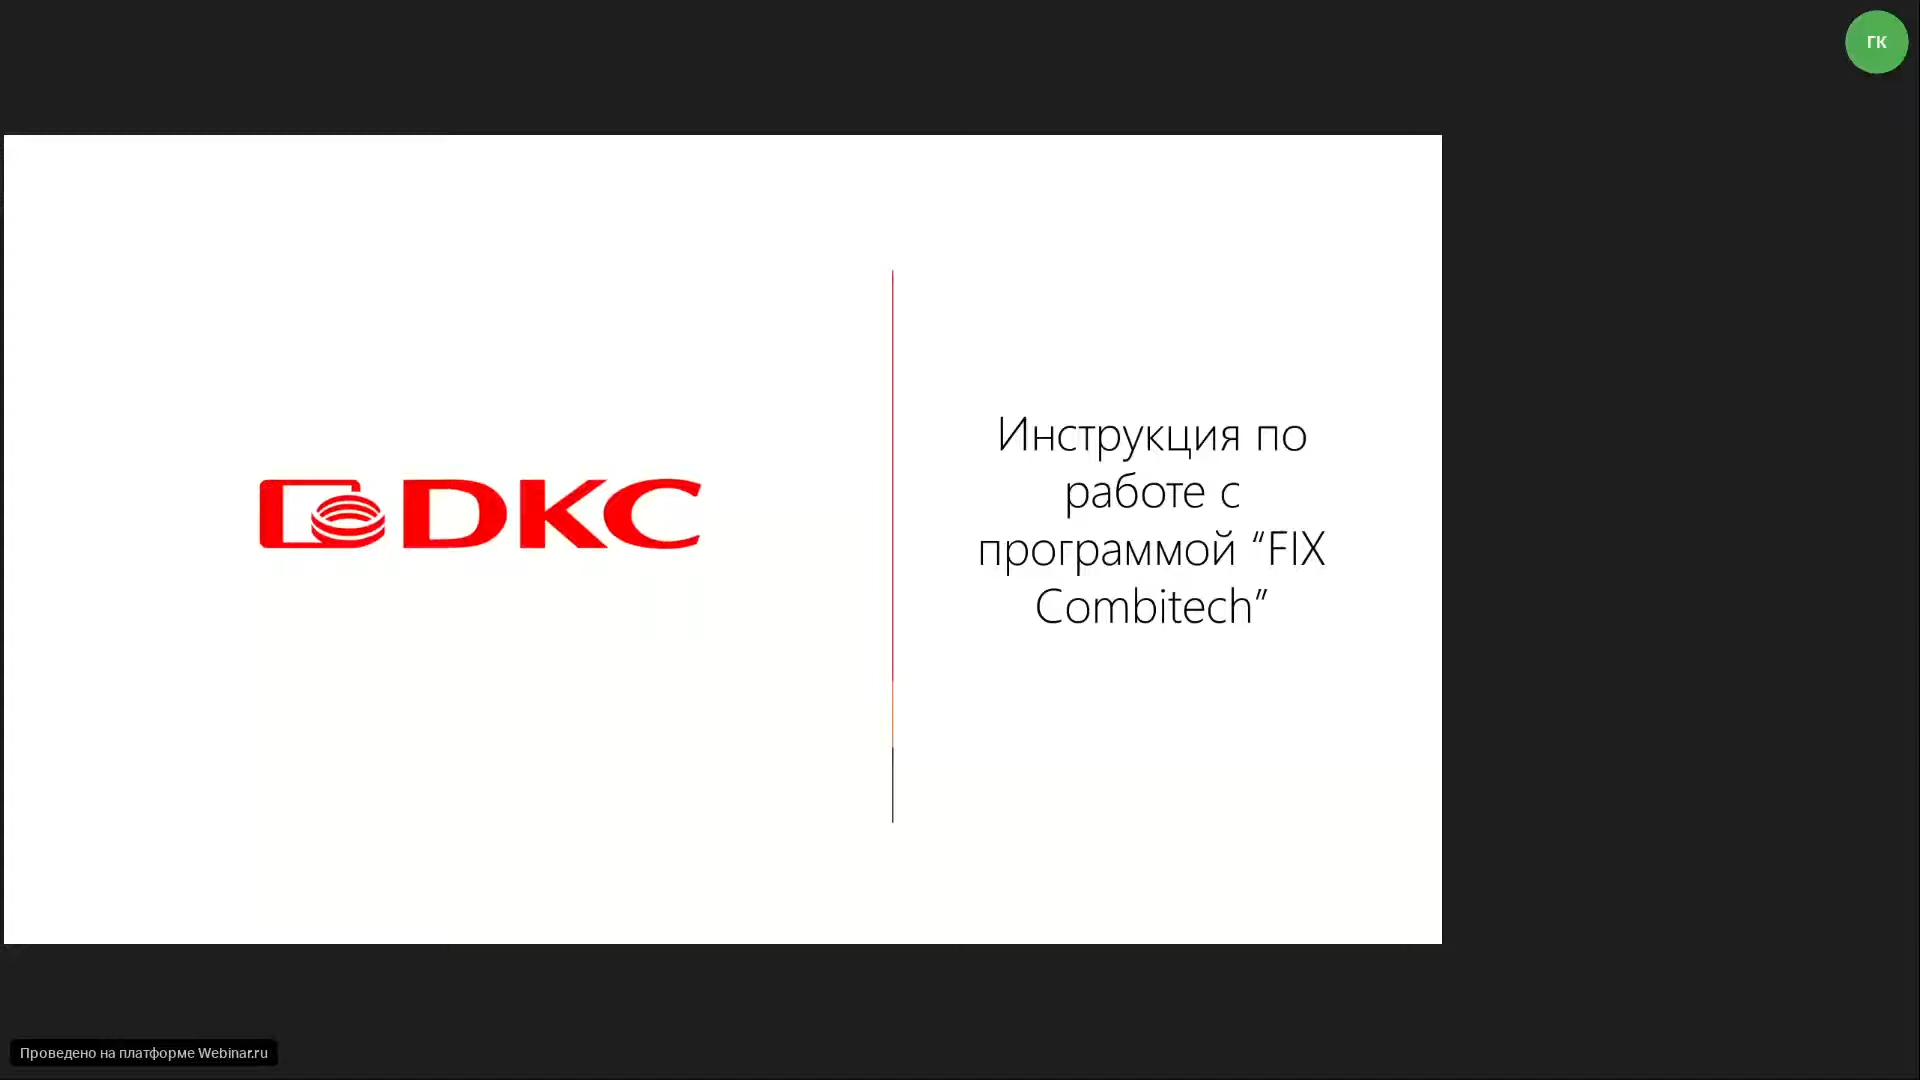 ГК
DKC
Инструкция по
работе с
программой “FIX
Combitech”
Проведено на платформе Webinar.ru